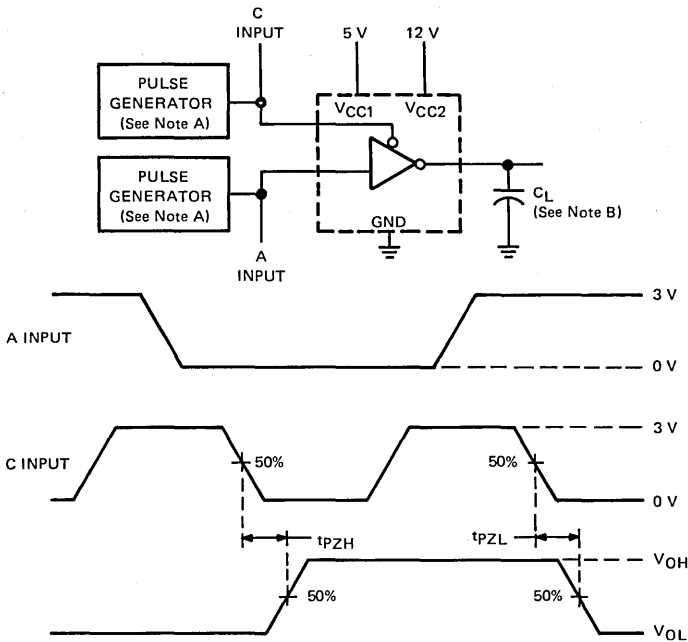 C
INPUT
5 V
12 V
PULSE
GENERATOR
(See Note A)
VCC1
VCC2
PULSE
GENERATOR
(See Note A)
CL
(See Note B)
GND
A
INPUT
A INPUT
3 V
0 V
C INPUT
3 V
50%
50%
0 V
tPZH
tPZL
VOH
50%
50%
VOL